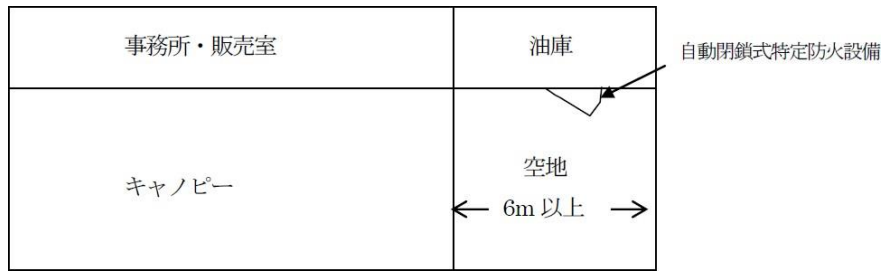 事務所・販売室
油庫
自動閉鎖式特定防火設備
キャノピー
空地
6m 以上